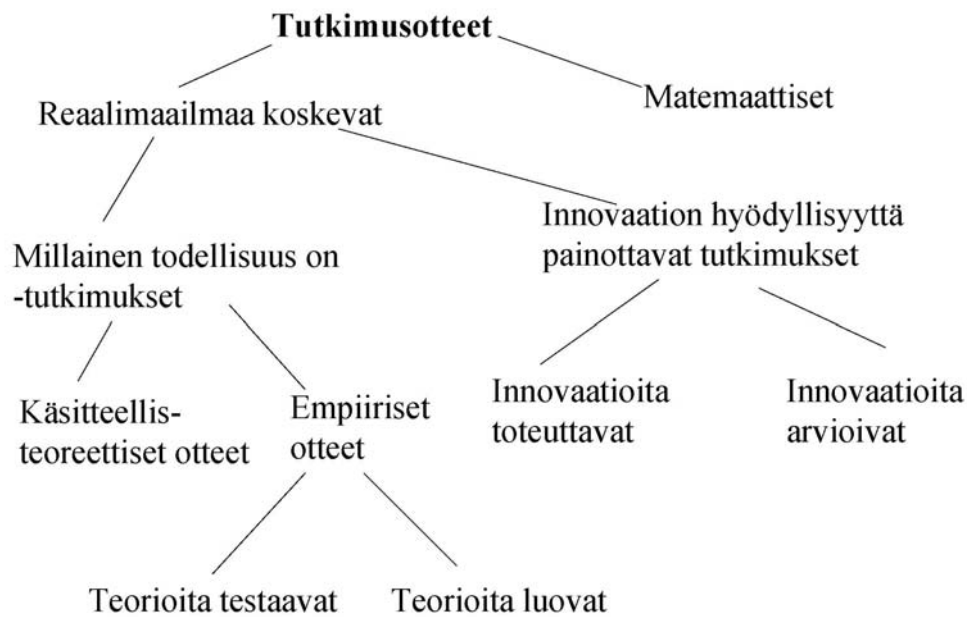 Tutkimusotteet
Reaalimaailmaa koskevat
Matemaattiset
Millainen todellisuus on
-tutkimukset
Innovaation hyödyllisyyttä
painottavat tutkimukset
Käsitteellis-
teoreettiset otteet
Empiiriset
otteet
Innovaatioita
toteuttavat
Innovaatioita
arvioivat
Teorioita testaavat
Teorioita luovat